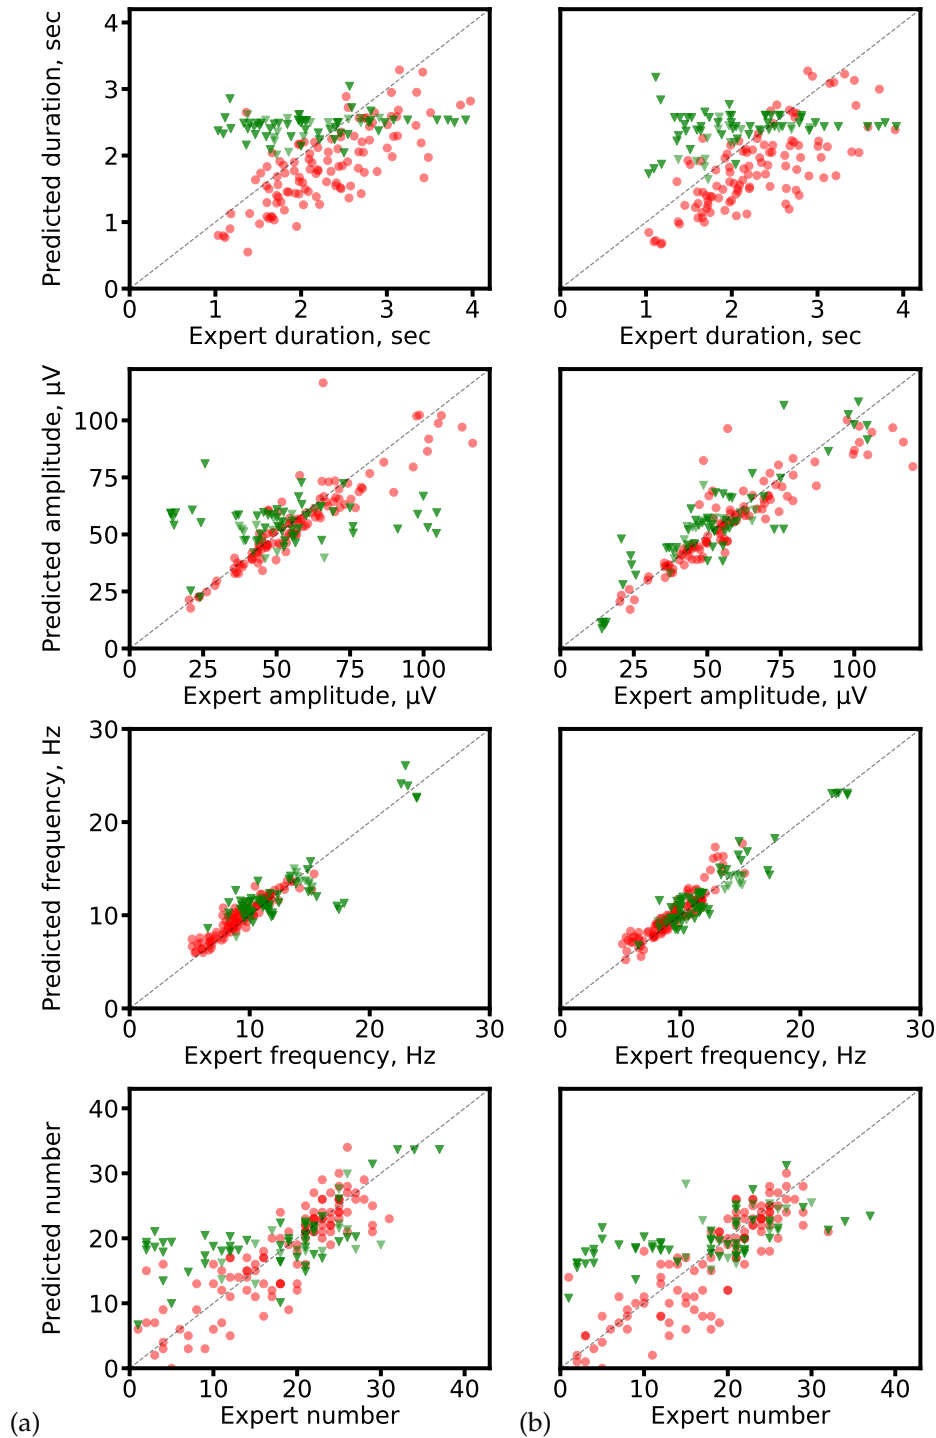 4
3
2
1
0
Predicted duration, sec
0 1 2 3 4
Expert duration, sec
0 1 2 3 4
Expert duration, sec
100
75
50
25
0
Predicted amplitude, µV
0 25 50 75 100
Expert amplitude, µV
0 25 50 75 100
Expert amplitude, µV
30
20
10
0
Predicted frequency, Hz
0 10 20 30
Expert frequency, Hz
0 10 20 30
Expert frequency, Hz
40
30
20
10
0
Predicted number
0 10 20 30 40
Expert number
0 10 20 30 40
Expert number
(a)
(b)